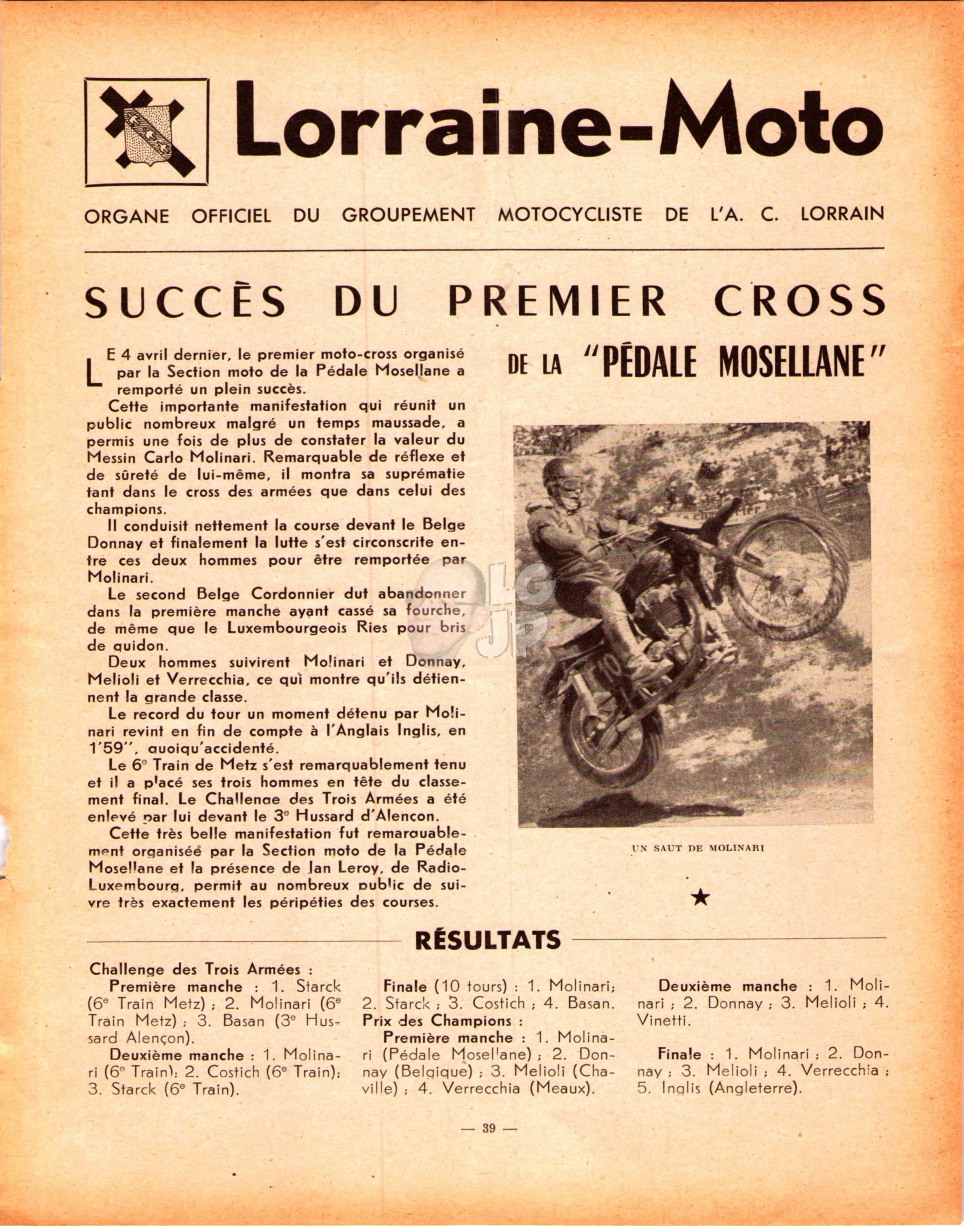 Lorraine-Moto
ORGANE OFFICIEL DU GROUPEMENT MOTOCYCLISTE DE L'A. C. LORRAIN
SUCCÈS DU PREMIER CROSS
DE LA "PÉDALE MOSELLANE"
LE 4 avril dernier, le premier moto-cross organisé
par la Section moto de la Pédale Mosellane a
remporté un plein succès.
Cette importante manifestation qui réunit un
public nombreux malgré un temps maussade, a
permis une fois de plus de constater la valeur du
Messin Carlo Molinari. Remarquable de réflexe et
de sûreté de lui-même, il montra sa suprématie
tant dans le cross des armées que dans celui des
champions.
Il conduisit nettement la course devant le Belge
Donnay et finalement la lutte s'est circonscrite en-
tre ces deux hommes pour être remportée par
Molinari.
Le second Belge Cordonnier dut abandonner
dans la première manche ayant cassé sa fourche,
de même que le Luxembourgeois Ries pour bris
de guidon.
Deux hommes suivirent Molinari et Donnay,
Melioli et Verrecchia, ce qui montre qu'ils détien-
nent la grande classe.
Le record du tour un moment détenu par Moli-
nari revint en fin de compte à l'Anglais Inglis, en
1'59'', quoiqu'accidenté.
Le 6e Train de Metz s'est remarquablement tenu
et il a placé ses trois hommes en tête du classe-
ment final. Le Challenge des Trois Armées a été
enlevé par lui devant le 3e Hussard d'Alençon.
Cette très belle manifestation fut remarquable-
ment organiséé par la Section moto de la Pédale
Mosellane et la présence de Jan Leroy, de Radio-
Luxembourg, permit au nombreux public de sui-
vre très exactement les péripéties des courses.
OLG
JP
10
UN SAUT DE MOLINARI
★
RÉSULTATS
Challenge des Trois Armées :
Première manche : 1. Starck
(6e Train Metz) ; 2. Molinari (6e
Train Metz) ; 3. Basan (3e Hus-
sard Alençon).
Deuxième manche : 1. Molina-
ri (6e Train); 2. Costich (6e Train);
3. Starck (6e Train).
Finale (10 tours) : 1. Molinari;
2. Starck ; 3. Costich ; 4. Basan.
Prix des Champions :
Première manche : 1. Molina-
ri (Pédale Mosellane) ; 2. Don-
nay (Belgique) ; 3. Melioli (Cha-
ville) ; 4. Verrecchia (Meaux).
Deuxième manche : 1. Moli-
nari ; 2. Donnay ; 3. Melioli ; 4.
Vinetti.
Finale : 1. Molinari ; 2. Don-
nay ; 3. Melioli ; 4. Verrecchia ;
5. Inglis (Angleterre).
— 39 —